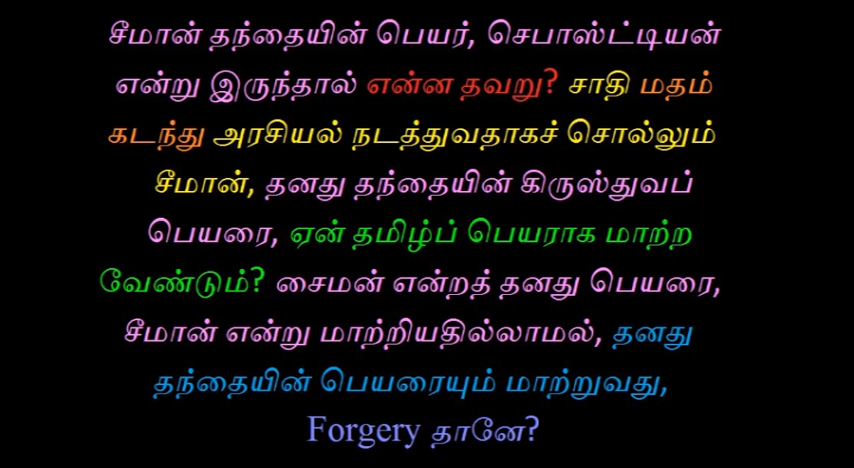 சீமான் தந்தையின் பெயர், செபாஸ்ட்டியன்
என்று இருந்தால் என்ன தவறு? சாதி மதம்
கடந்து அரசியல் நடத்துவதாகச் சொல்லும்
சீமான், தனது தந்தையின் கிருஸ்துவப்
பெயரை, ஏன் தமிழ்ப் பெயராக மாற்ற
வேண்டும்? சைமன் என்றத் தனது பெயரை,
சீமான் என்று மாற்றியதில்லாமல், தனது
தந்தையின் பெயரையும் மாற்றுவது,
Forgery தானே?